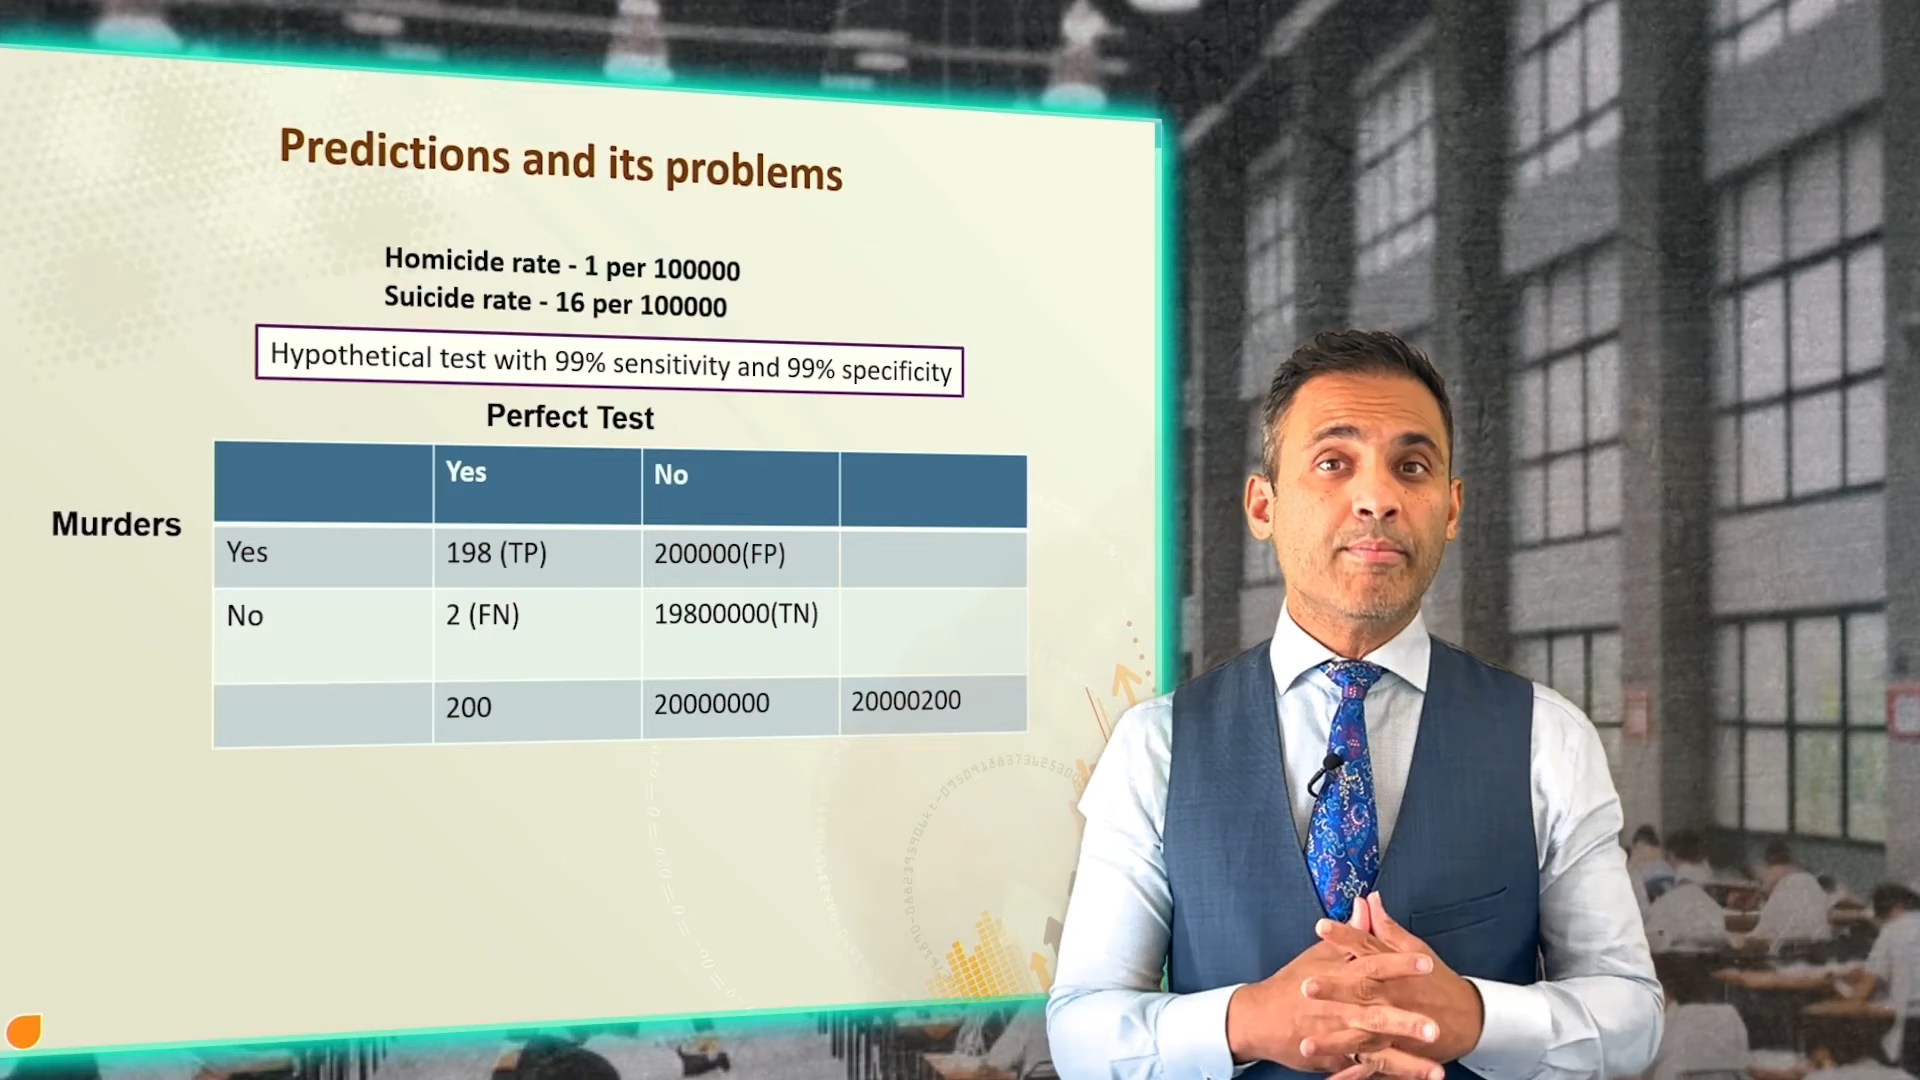 Predictions and its problems
Homicide rate - 1 per 100000
Suicide rate - 16 per 100000
Hypothetical test with 99% sensitivity and 99% specificity
Perfect Test
Yes No
Murders
Yes 198 (TP) 200000(FP)
No 2 (FN) 19800000(TN)
200 20000000 20000200